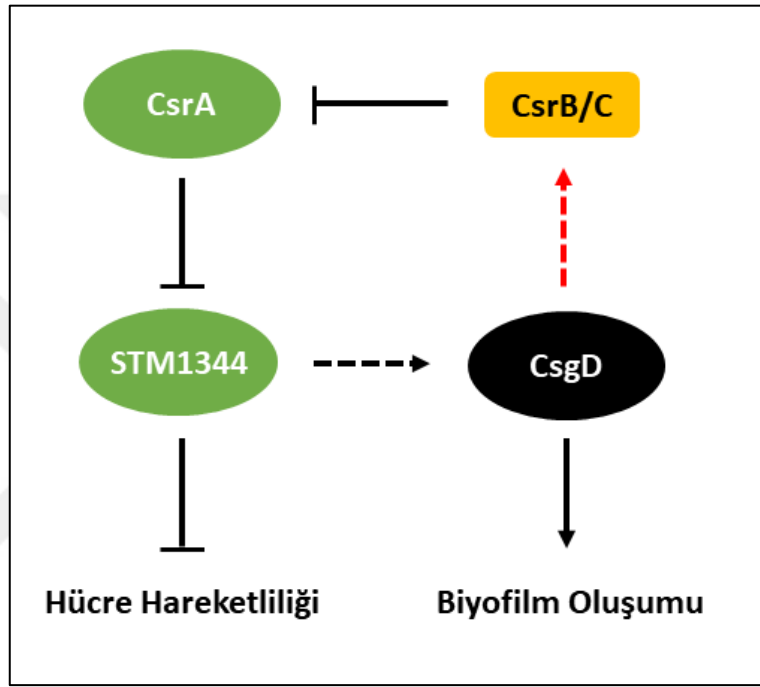 CsrA
CsrB/C
STM1344
CsgD
Hücre Hareketliliği
Biyofilm Oluşumu